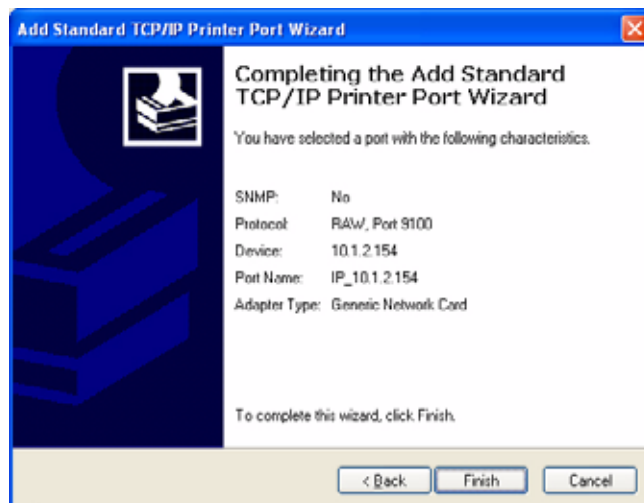 Add Standard TCP/IP Printer Port Wizard
Completing the Add Standard
TCP/IP Printer Port Wizard
You have selected a port with the following characteristics.
SNMP: No
Protocol: RAW, Port 9100
Device: 10.1.2.154
Port Name: IP_10.1.2.154
Adapter Type: Generic Network Card
To complete this wizard, click Finish.
< Back Finish Cancel